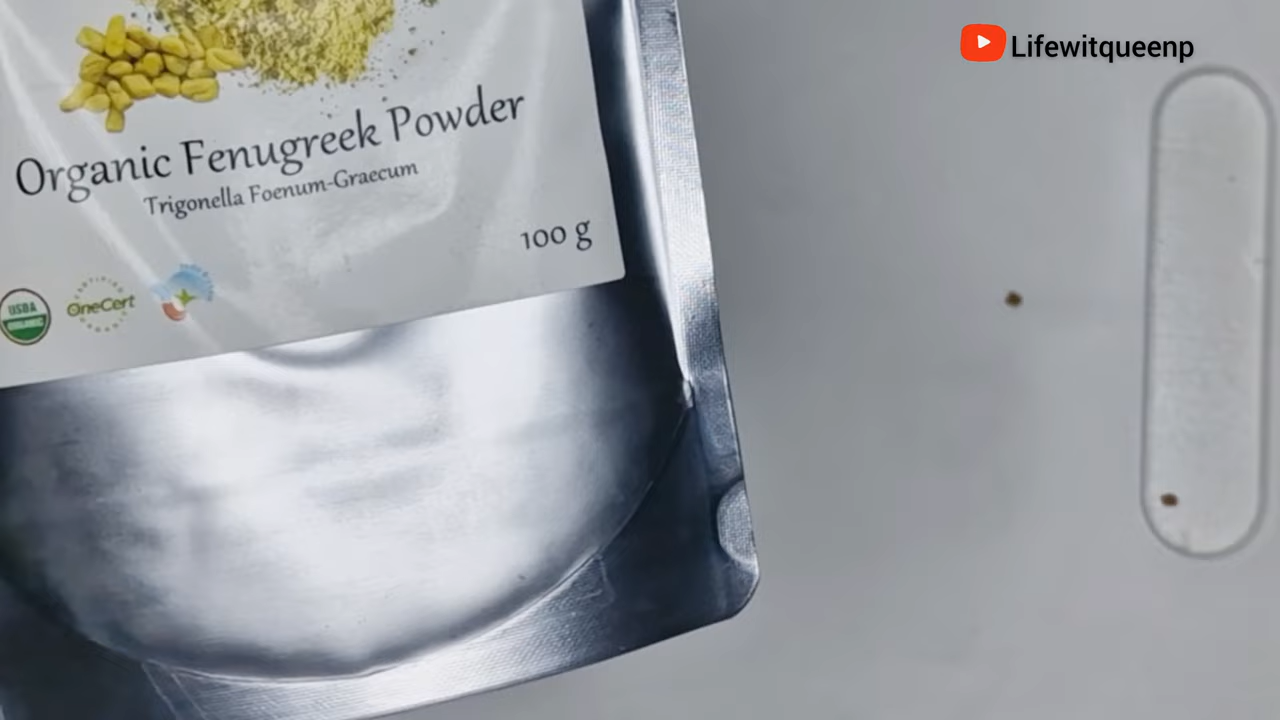 Lifewitqueenp
Organic Fenugreek Powder
Trigonella Foenum-Graecum
100 g
USDA
ORGANIC
OneCert